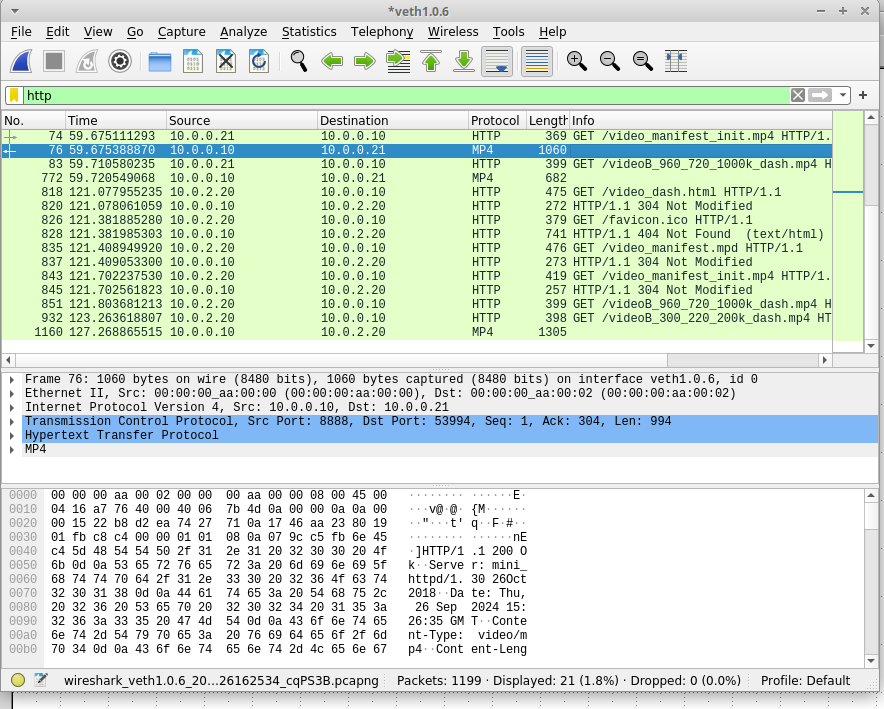 *veth1.0.6
File Edit View Go Capture Analyze Statistics Telephony Wireless Tools Help
http
No. Time Source Destination Protocol Length Info
74 59.675111293 10.0.0.21 10.0.0.10 HTTP 369 GET /video_manifest_init.mp4 HTTP/1.
76 59.675388870 10.0.0.10 10.0.0.21 MP4 1060
83 59.710580235 10.0.0.21 10.0.0.10 HTTP 399 GET /videoB_960_720_1000k_dash.mp4 H
772 59.720549068 10.0.0.10 10.0.0.21 MP4 682
818 121.077955235 10.0.2.20 10.0.0.10 HTTP 475 GET /video_dash.html HTTP/1.1
820 121.078061059 10.0.0.10 10.0.2.20 HTTP 272 HTTP/1.1 304 Not Modified
826 121.381885280 10.0.2.20 10.0.0.10 HTTP 379 GET /favicon.ico HTTP/1.1
828 121.381985303 10.0.0.10 10.0.2.20 HTTP 741 HTTP/1.1 404 Not Found (text/html)
835 121.408949920 10.0.2.20 10.0.0.10 HTTP 476 GET /video_manifest.mpd HTTP/1.1
837 121.409053300 10.0.0.10 10.0.2.20 HTTP 273 HTTP/1.1 304 Not Modified
843 121.702237530 10.0.2.20 10.0.0.10 HTTP 419 GET /video_manifest_init.mp4 HTTP/1.
845 121.702561823 10.0.0.10 10.0.2.20 HTTP 257 HTTP/1.1 304 Not Modified
851 121.803681213 10.0.2.20 10.0.0.10 HTTP 399 GET /videoB_960_720_1000k_dash.mp4 H
932 123.263618807 10.0.2.20 10.0.0.10 HTTP 398 GET /videoB_300_220_200k_dash.mp4 HT
1160 127.268865515 10.0.0.10 10.0.2.20 MP4 1305
Frame 76: 1060 bytes on wire (8480 bits), 1060 bytes captured (8480 bits) on interface veth1.0.6, id 0
Ethernet II, Src: 00:00:00_aa:00:00 (00:00:00:aa:00:00), Dst: 00:00:00_aa:00:02 (00:00:00:aa:00:02)
Internet Protocol Version 4, Src: 10.0.0.10, Dst: 10.0.0.21
Transmission Control Protocol, Src Port: 8888, Dst Port: 53994, Seq: 1, Ack: 304, Len: 994
Hypertext Transfer Protocol
MP4
0000 00 00 00 aa 00 02 00 00 00 aa 00 00 08 00 45 00 ········ ······E·
0010 04 16 a7 76 40 00 40 06 7b 4d 0a 00 00 0a 0a 00 ···v@·@· {M······
0020 00 15 22 b8 d2 ea 74 27 71 0a 17 46 aa 23 80 19 ··"···t' q··F·#··
0030 01 fb c8 c4 00 00 01 01 08 0a 07 9c c5 fb 6e 45 ········ ······nE
0040 c4 5d 48 54 54 50 2f 31 2e 31 20 32 30 30 20 4f ·]HTTP/1 .1 200 O
0050 6b 0d 0a 53 65 72 76 65 72 3a 20 6d 69 6e 69 5f k··Serve r: mini_
0060 68 74 74 70 64 2f 31 2e 33 30 20 32 36 4f 63 74 httpd/1. 30 26Oct
0070 32 30 31 38 0d 0a 44 61 74 65 3a 20 54 68 75 2c 2018··Da te: Thu,
0080 20 32 36 20 53 65 70 20 32 30 32 34 20 31 35 3a 26 Sep 2024 15:
0090 32 36 3a 33 35 20 47 4d 54 0d 0a 43 6f 6e 74 65 26:35 GM T··Conte
00a0 6e 74 2d 54 79 70 65 3a 20 76 69 64 65 6f 2f 6d nt-Type: video/m
00b0 70 34 0d 0a 43 6f 6e 74 65 6e 74 2d 4c 65 6e 67 p4··Cont ent-Leng
wireshark_veth1.0.6_20…26162534_cqPS3B.pcapng Packets: 1199 · Displayed: 21 (1.8%) · Dropped: 0 (0.0%) Profile: Default